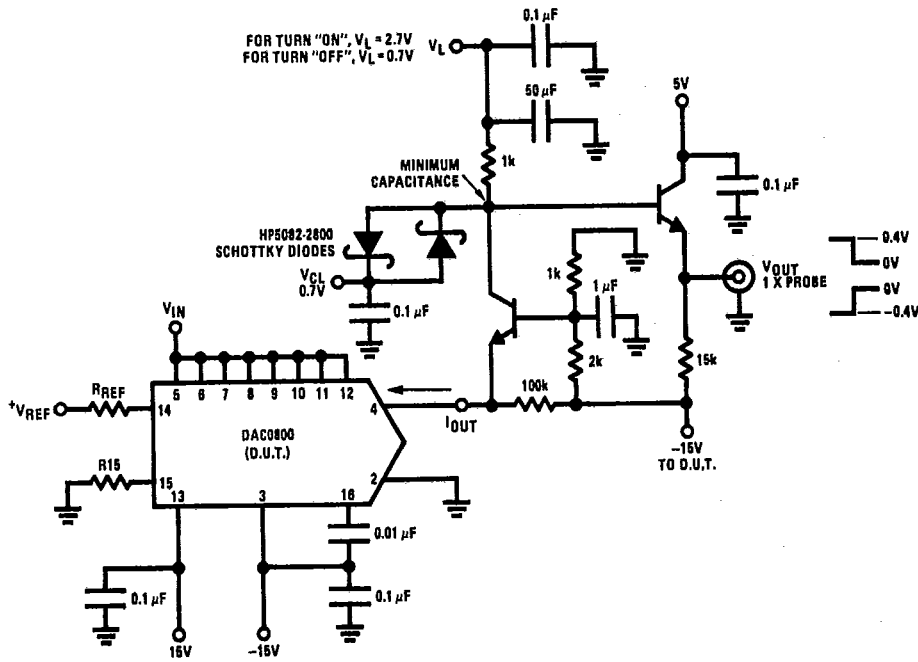 0.1 µF
FOR TURN "ON", VL = 2.7V
FOR TURN "OFF", VL = 0.7V
VL
5V
50 µF
1k
MINIMUM
CAPACITANCE
0.1 µF
HP5082-2800
SCHOTTKY DIODES
0.4V
0V
VCL
0.7V
1k
1 µF
VOUT
1 X PROBE
0V
-0.4V
0.1 µF
VIN
2k
15k
5 6 7 8 9 10 11 12
100k
+VREF
RREF
14
4
IOUT
DAC0800
(D.U.T.)
-15V
TO D.U.T.
R15
15
2
13
3
16
0.01 µF
0.1 µF
0.1 µF
15V
-15V